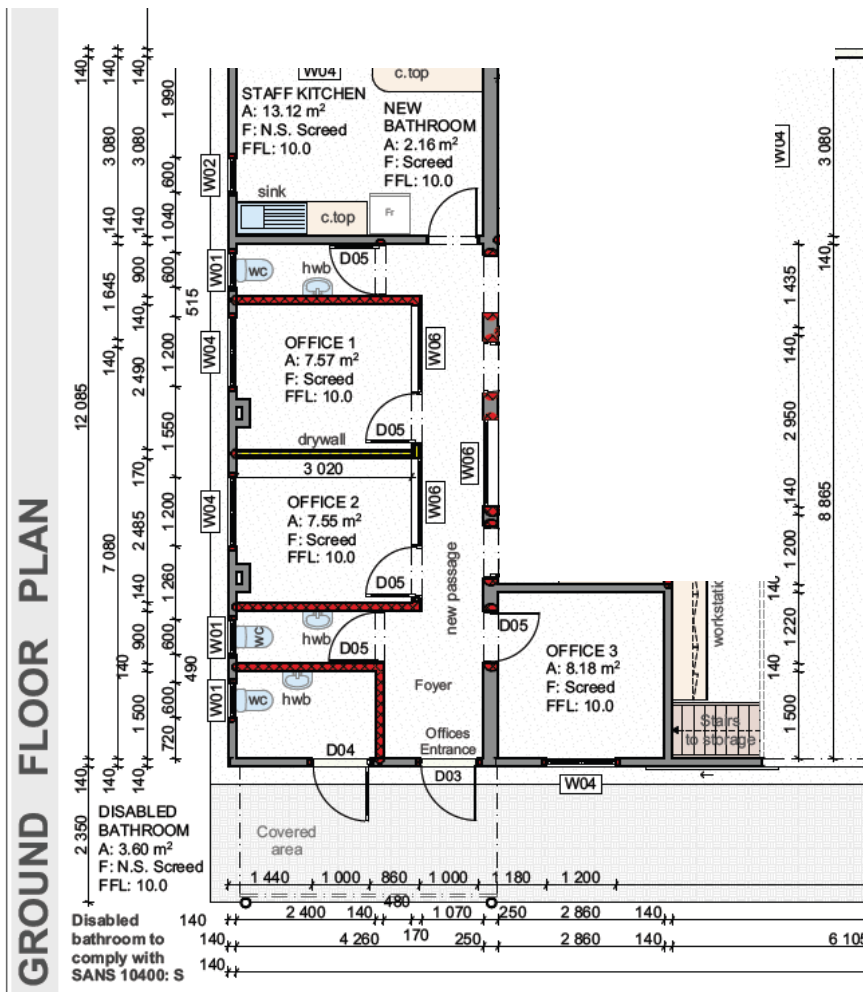 GROUND FLOOR PLAN
W04
c.top
STAFF KITCHEN
A: 13.12 m²
F: N.S. Screed
FFL: 10.0
NEW
BATHROOM
A: 2.16 m²
F: Screed
FFL: 10.0
sink
c.top
Fr
W02
W04
W01
wc
hwb
D05
OFFICE 1
A: 7.57 m²
F: Screed
FFL: 10.0
W04
W06
D05
drywall
3 020
W06
OFFICE 2
A: 7.55 m²
F: Screed
FFL: 10.0
W04
W06
D05
new passage
W01
wc
hwb
D05
D05
OFFICE 3
A: 8.18 m²
F: Screed
FFL: 10.0
workstatio
Stairs
to storage
W01
wc
hwb
Foyer
Offices
Entrance
D04
D03
W04
Covered
area
DISABLED
BATHROOM
A: 3.60 m²
F: N.S. Screed
FFL: 10.0
Disabled
bathroom to
comply with
SANS 10400: S
140
12 085
140
2 350
140
3 080
140
1 645
140
7 080
140
140
140
3 080
140
900
140
2 490
170
2 485
140
900
1 500
140
1 990
600
1 040
600
515
1 200
1 550
1 200
1 260
600
490
600
720
3 080
140
8 865
1 435
140
2 950
140
1 200
140
1 220
140
1 500
1 440 1 000 860 1 000 1 180 1 200
480
140 2 400 140 1 070 250 2 860 140
140 4 260 170 250 2 860 140 6 105
140